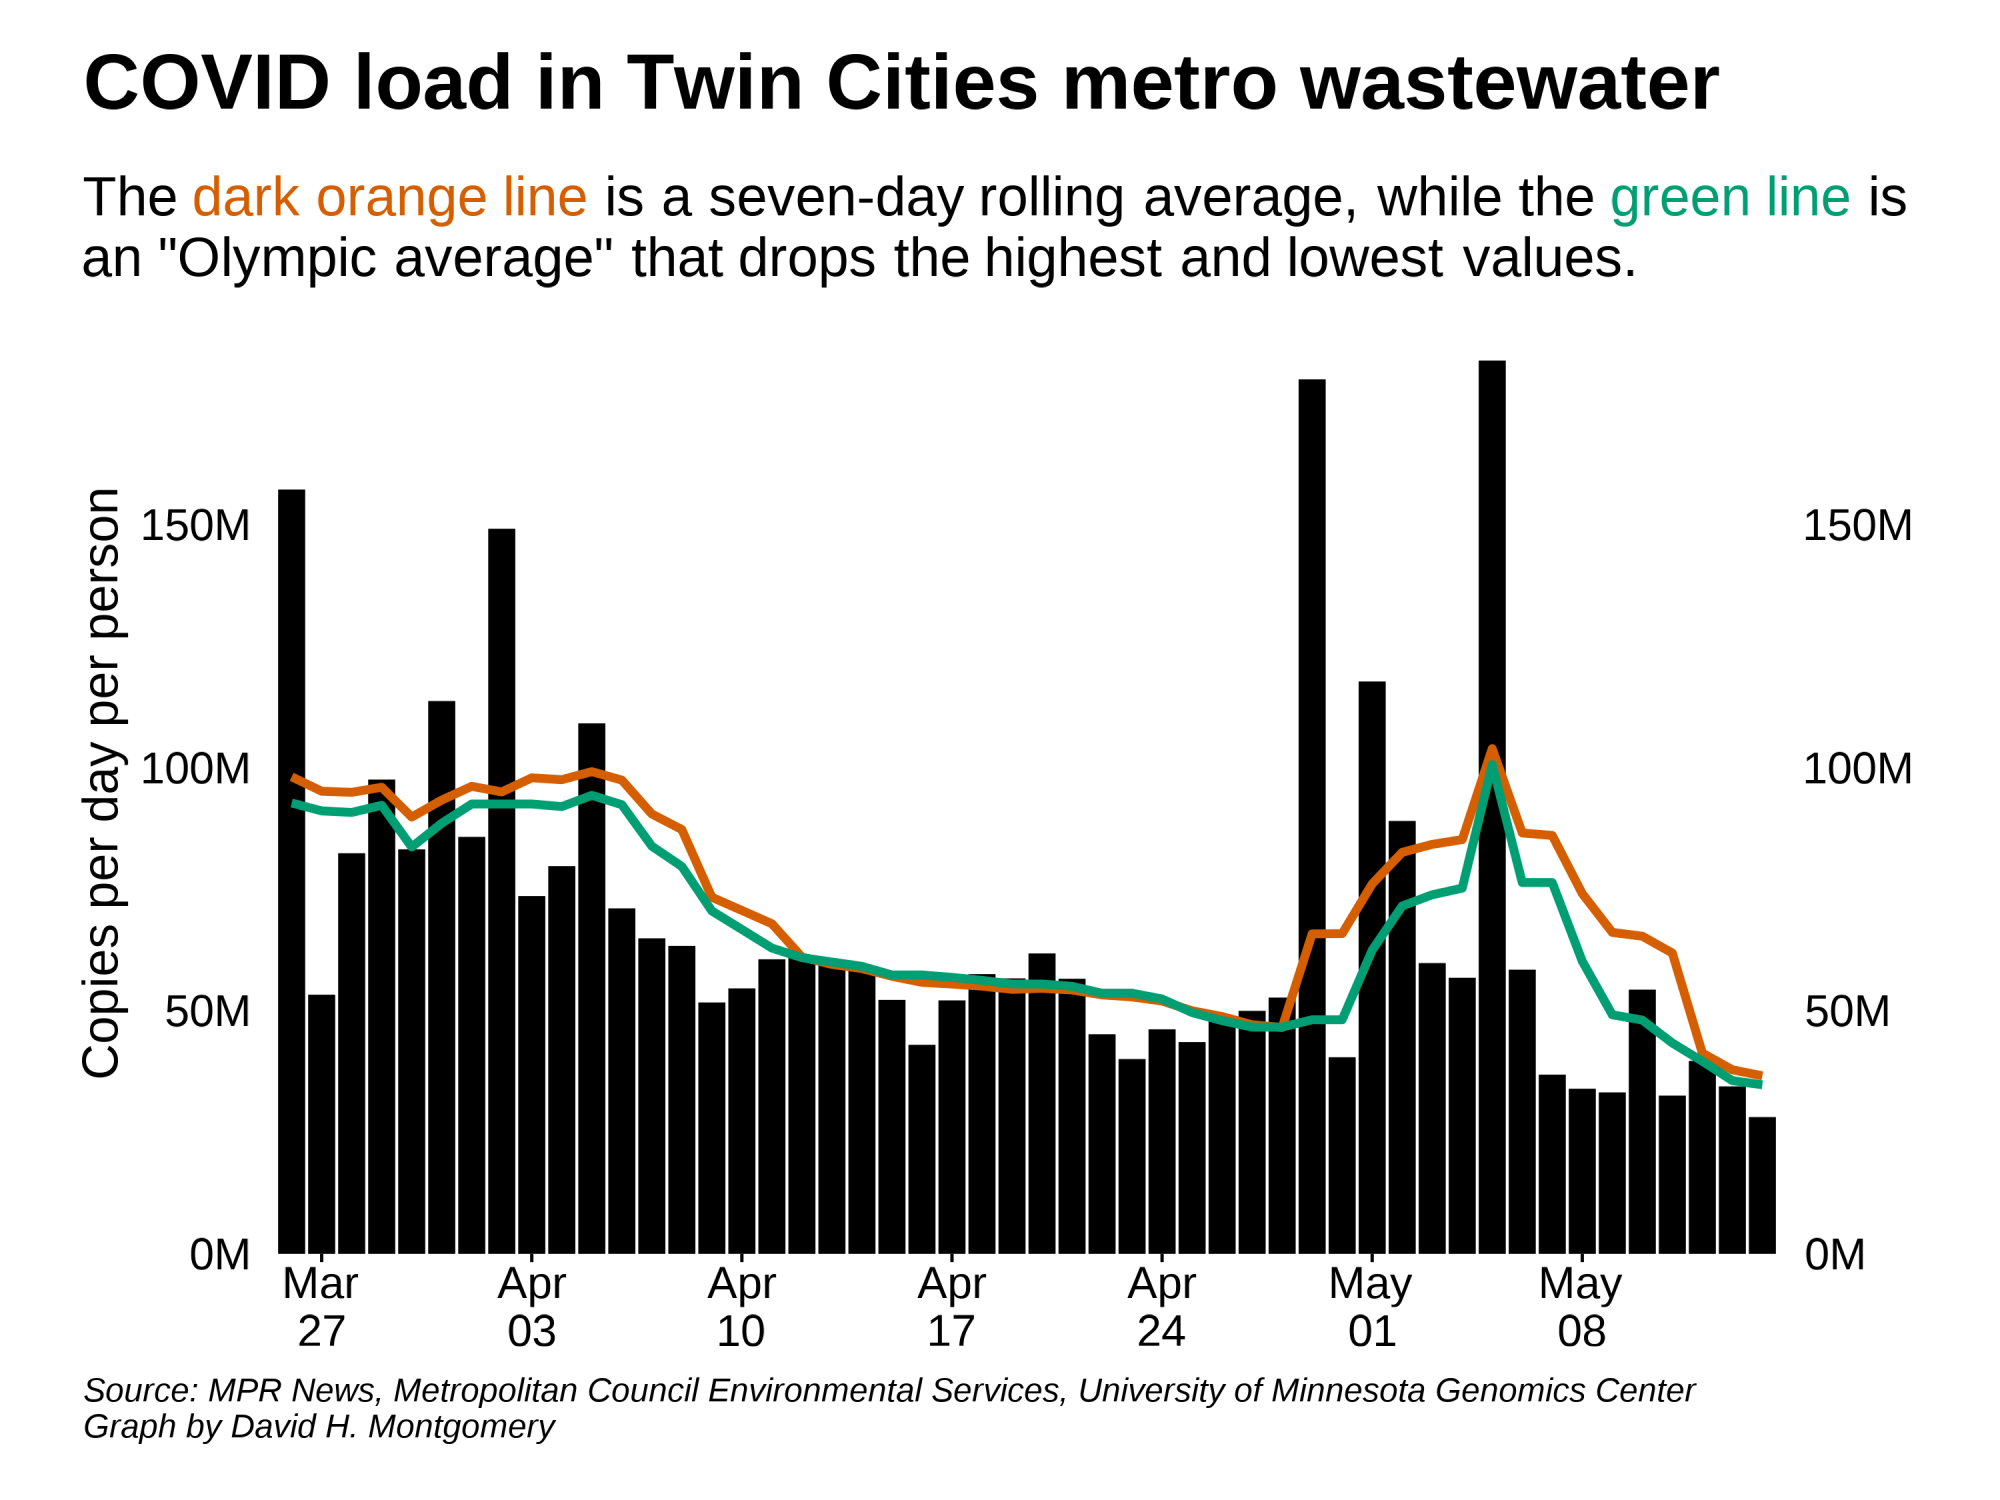 COVID load in Twin Cities metro wastewater
The dark orange line is a seven-day rolling average, while the green line is
an "Olympic average" that drops the highest and lowest values.
Copies per day per person
150M
100M
50M
0M
150M
100M
50M
0M
Mar
27
Apr
03
Apr
10
Apr
17
Apr
24
May
01
May
08
Source: MPR News, Metropolitan Council Environmental Services, University of Minnesota Genomics Center
Graph by David H. Montgomery